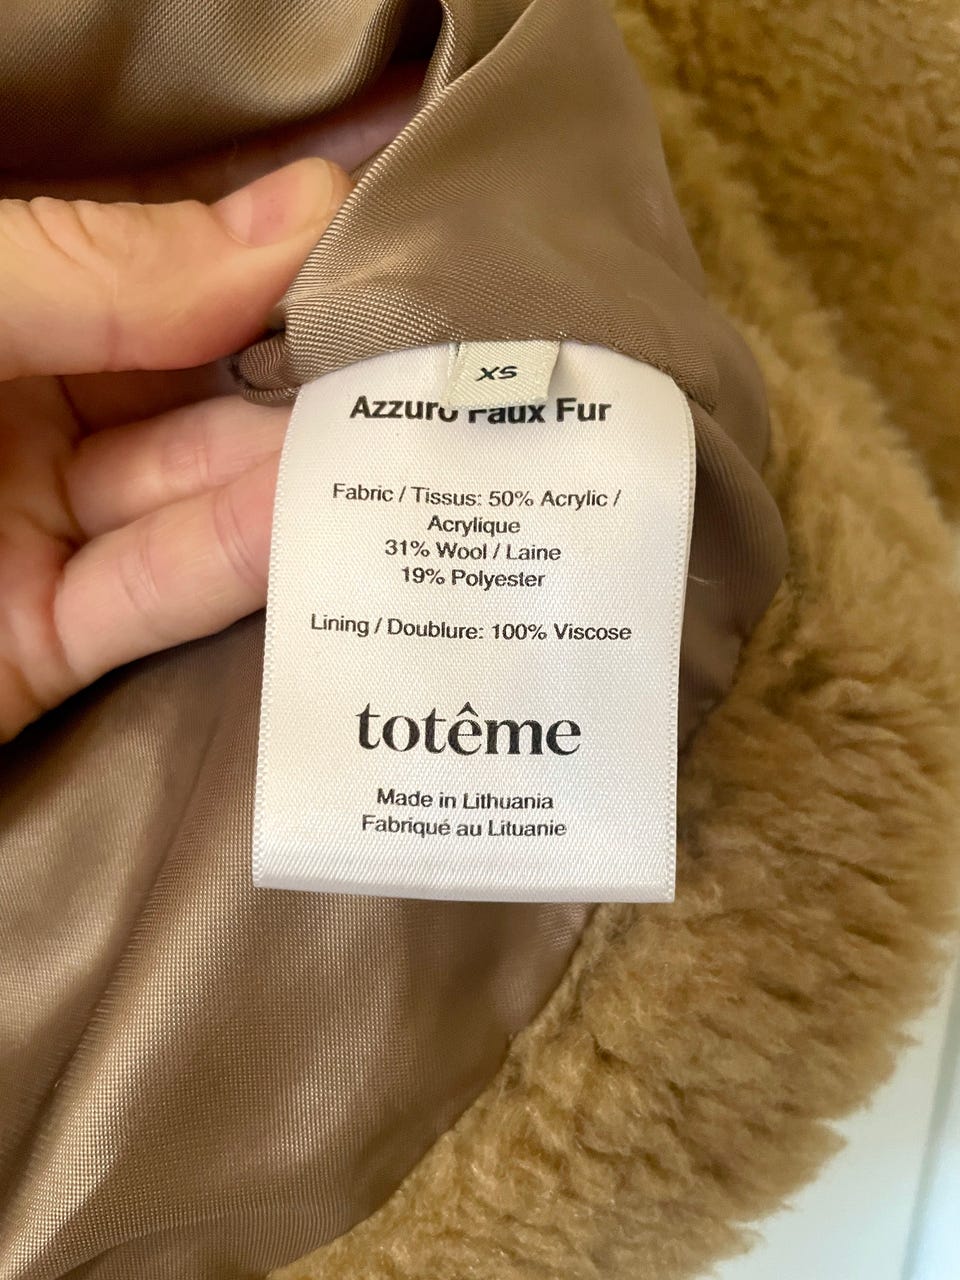 XS
Azzuro Faux Fur
Fabric / Tissus: 50% Acrylic /
Acrylique
31% Wool / Laine
19% Polyester
Lining / Doublure: 100% Viscose
totême
Made in Lithuania
Fabriqué au Lituanie